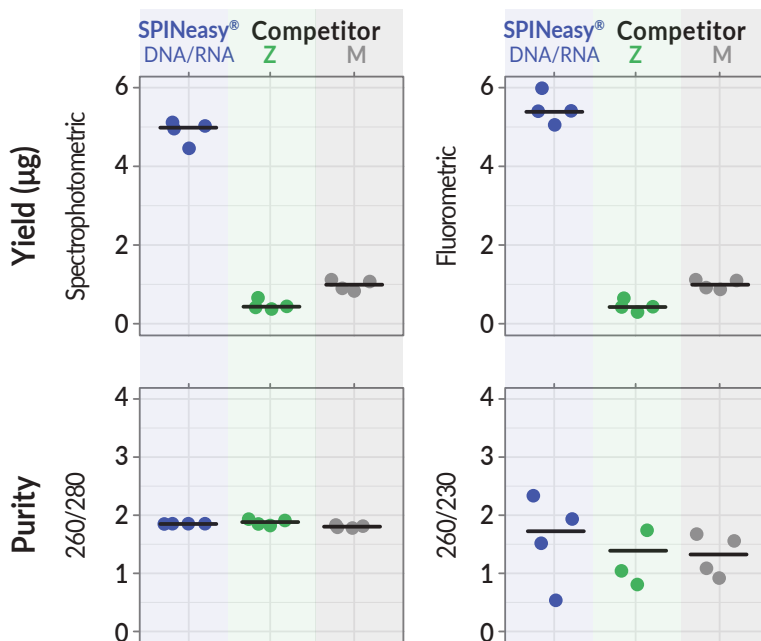 SPINeasy® Competitor
DNA/RNA Z M
SPINeasy® Competitor
DNA/RNA Z M
Yield (µg)
Spectrophotometric
6
4
2
0
Fluorometric
6
4
2
0
Purity
260/280
4
3
2
1
0
260/230
4
3
2
1
0